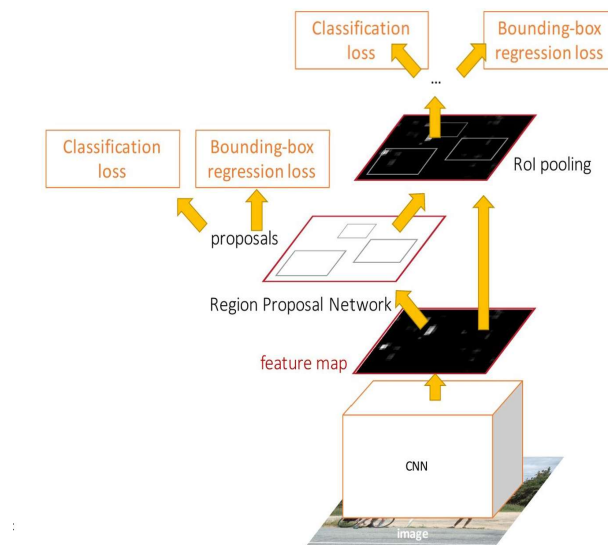 Classification
loss
Bounding-box
regression loss
...
RoI pooling
Classification
loss
Bounding-box
regression loss
proposals
Region Proposal Network
feature map
CNN
image
: